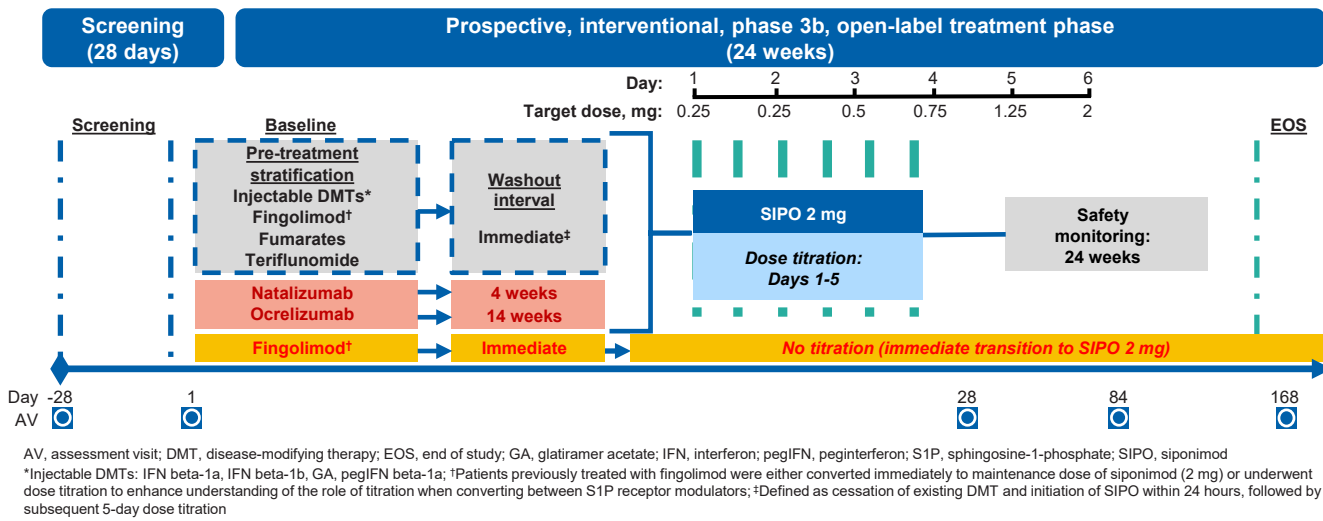 Screening
(28 days)
Prospective, interventional, phase 3b, open-label treatment phase
(24 weeks)
Day: 1 2 3 4 5 6
Target dose, mg: 0.25 0.25 0.5 0.75 1.25 2
Screening
Baseline
EOS
Pre-treatment
stratification
Injectable DMTs*
Fingolimod†
Fumarates
Teriflunomide
Washout
interval
Immediate‡
SIPO 2 mg
Dose titration:
Days 1-5
Safety
monitoring:
24 weeks
Natalizumab 4 weeks
Ocrelizumab 14 weeks
Fingolimod† Immediate No titration (immediate transition to SIPO 2 mg)
Day -28 1 28 84 168
AV
AV, assessment visit; DMT, disease-modifying therapy; EOS, end of study; GA, glatiramer acetate; IFN, interferon; pegIFN, peginterferon; S1P, sphingosine-1-phosphate; SIPO, siponimod
*Injectable DMTs: IFN beta-1a, IFN beta-1b, GA, pegIFN beta-1a; †Patients previously treated with fingolimod were either converted immediately to maintenance dose of siponimod (2 mg) or underwent
dose titration to enhance understanding of the role of titration when converting between S1P receptor modulators; ‡Defined as cessation of existing DMT and initiation of SIPO within 24 hours, followed by
subsequent 5-day dose titration